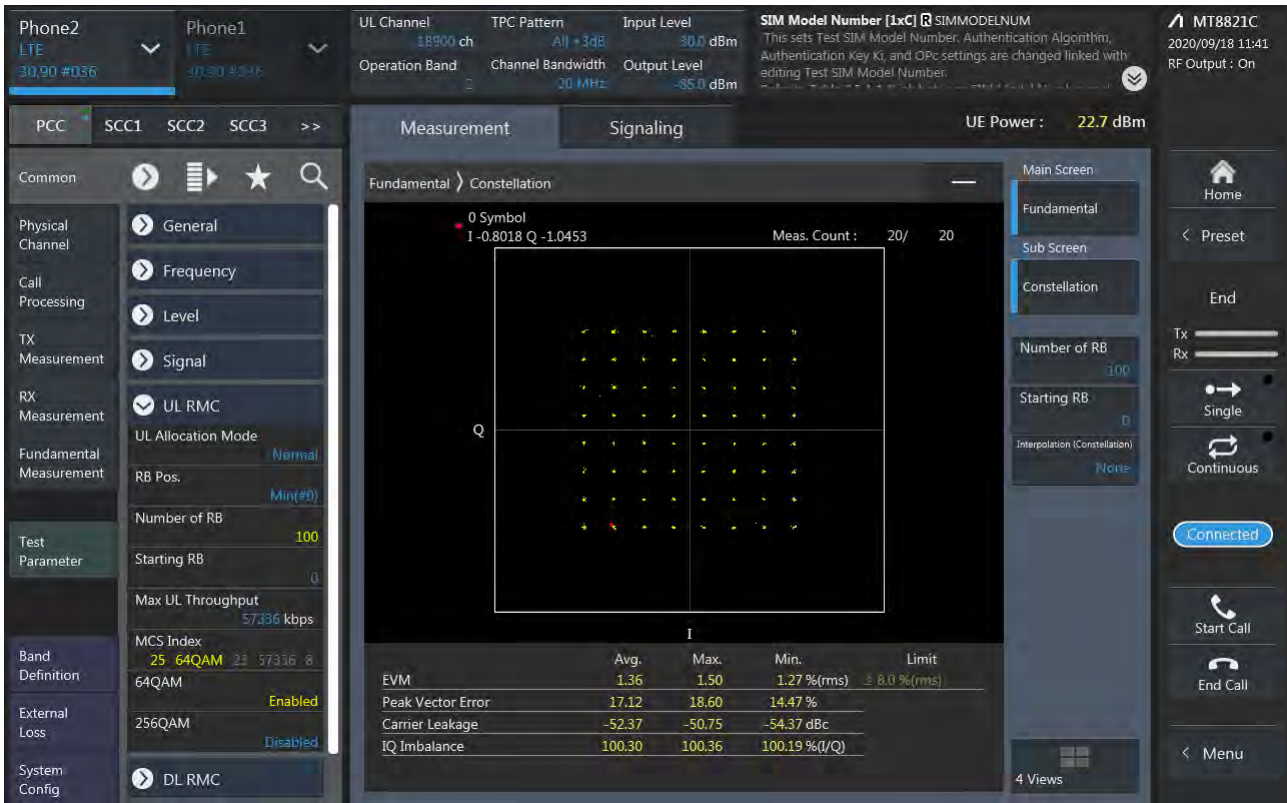 Phone2
LTE
30.90 #036
Phone1
LTE
30.90 #036
UL Channel
18900 ch
Operation Band
2
TPC Pattern
All +3dB
Channel Bandwidth
20 MHz
Input Level
30.0 dBm
Output Level
-85.0 dBm
SIM Model Number [1xC] R SIMMODELNUM
This sets Test SIM Model Number. Authentication Algorithm,
Authentication Key Ki, and OPc settings are changed linked with
editing Test SIM Model Number.
MT8821C
2020/09/18 11:41
RF Output : On
PCC SCC1 SCC2 SCC3 >>
Measurement
Signaling
UE Power : 22.7 dBm
Common
Physical
Channel
Call
Processing
TX
Measurement
RX
Measurement
Fundamental
Measurement
Test
Parameter
Band
Definition
External
Loss
System
Config
General
Frequency
Level
Signal
UL RMC
UL Allocation Mode
Normal
RB Pos.
Min(#0)
Number of RB
100
Starting RB
0
Max UL Throughput
57336 kbps
MCS Index
25 64QAM 23 57336 8
64QAM
Enabled
256QAM
Disabled
DL RMC
Fundamental 〉 Constellation
0 Symbol
I -0.8018 Q -1.0453
Meas. Count : 20/ 20
Q
I
Avg. Max. Min. Limit
EVM 1.36 1.50 1.27 %(rms) ≤ 8.0 %(rms)
Peak Vector Error 17.12 18.60 14.47 %
Carrier Leakage -52.37 -50.75 -54.37 dBc
IQ Imbalance 100.30 100.36 100.19 %(I/Q)
Main Screen
Fundamental
Sub Screen
Constellation
Number of RB
100
Starting RB
0
Interpolation (Constellation)
None
4 Views
Home
< Preset
End
Tx
Rx
Single
Continuous
Connected
Start Call
End Call
< Menu